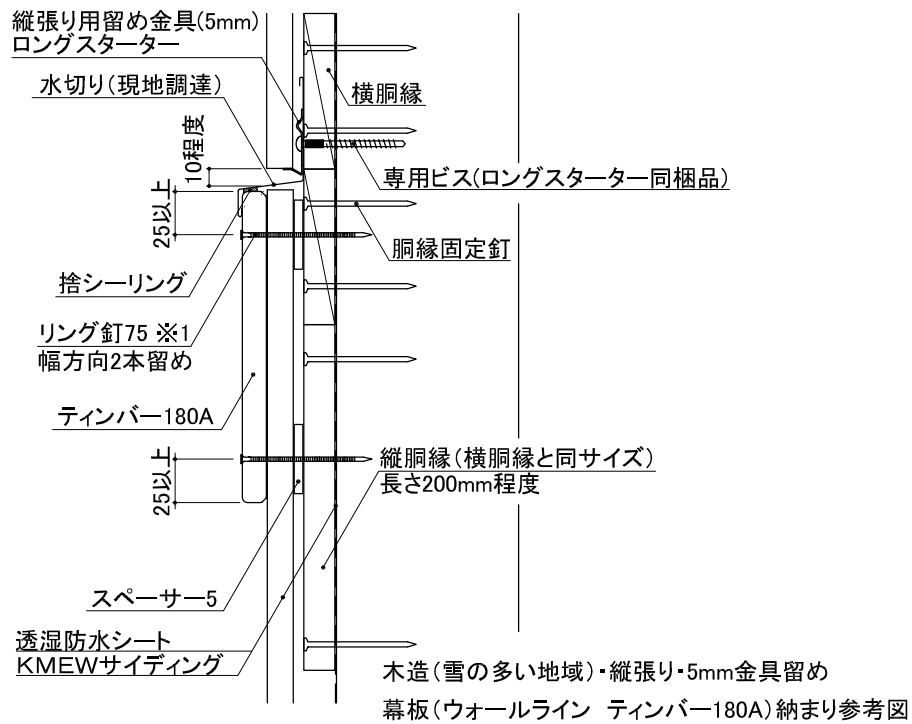 縦張り用留め金具(5mm)
ロングスターター
水切り(現地調達)
横胴縁
10程度
専用ビス(ロングスターター同梱品)
25以上
胴縁固定釘
捨シーリング
リング釘75 ※1
幅方向2本留め
ティンバー180A
縦胴縁(横胴縁と同サイズ)
長さ200mm程度
25以上
スペーサー5
透湿防水シート
KMEWサイディング
木造(雪の多い地域)・縦張り・5mm金具留め
幕板(ウォールライン ティンバー180A)納まり参考図